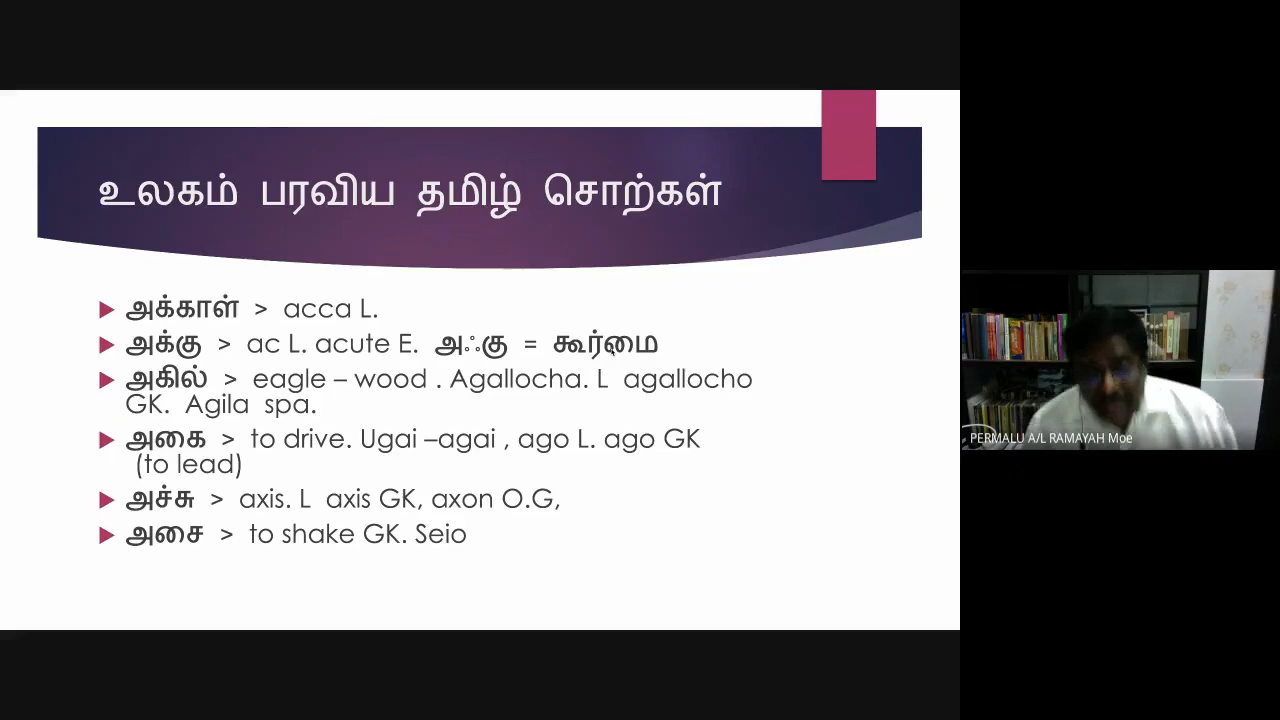 உலகம் பரவிய தமிழ் சொற்கள்
அக்காள் > acca L.
அக்கு > ac L. acute E. அஃகு = கூர்மை
அகில் > eagle – wood . Agallocha. L agallocho
GK. Agila spa.
அகை > to drive. Ugai –agai , ago L. ago GK
(to lead)
அச்சு > axis. L axis GK, axon O.G,
அசை > to shake GK. Seio
PERMALU A/L RAMAYAH Moe